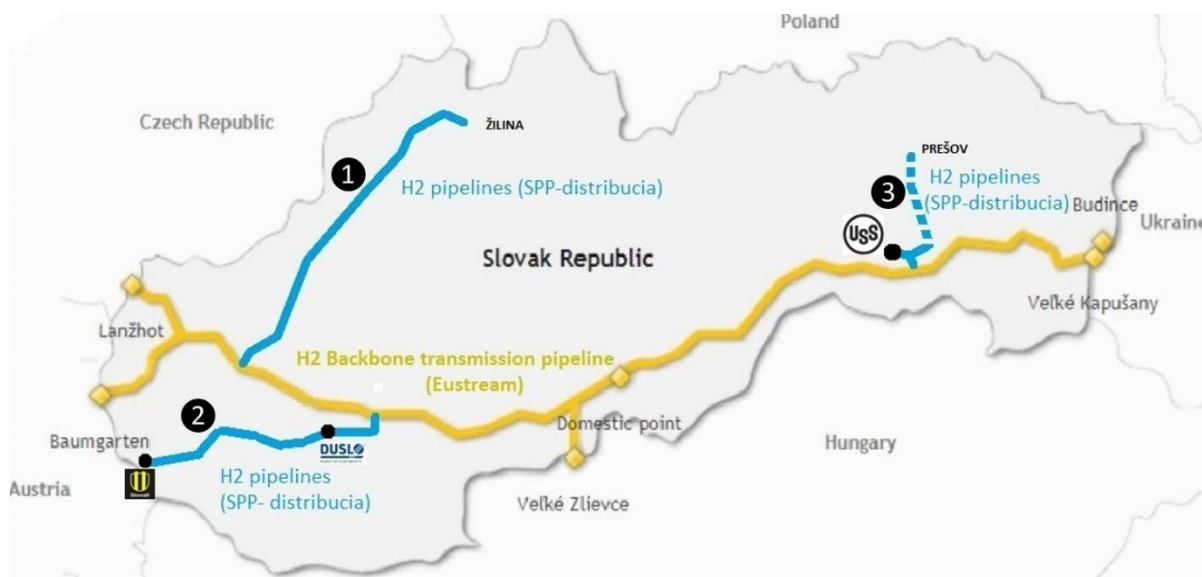 Poland
Czech Republic
ŽILINA
1
H2 pipelines (SPP-distribucia)
PREŠOV
3
H2 pipelines
(SPP-distribucia)
Budince
Ukraine
USS
Slovak Republic
Veľké Kapušany
Lanžhot
H2 Backbone transmission pipeline
(Eustream)
2
Domestic point
Baumgarten
DUSLO
Hungary
H2 pipelines
(SPP- distribucia)
Austria
Veľké Zlievce